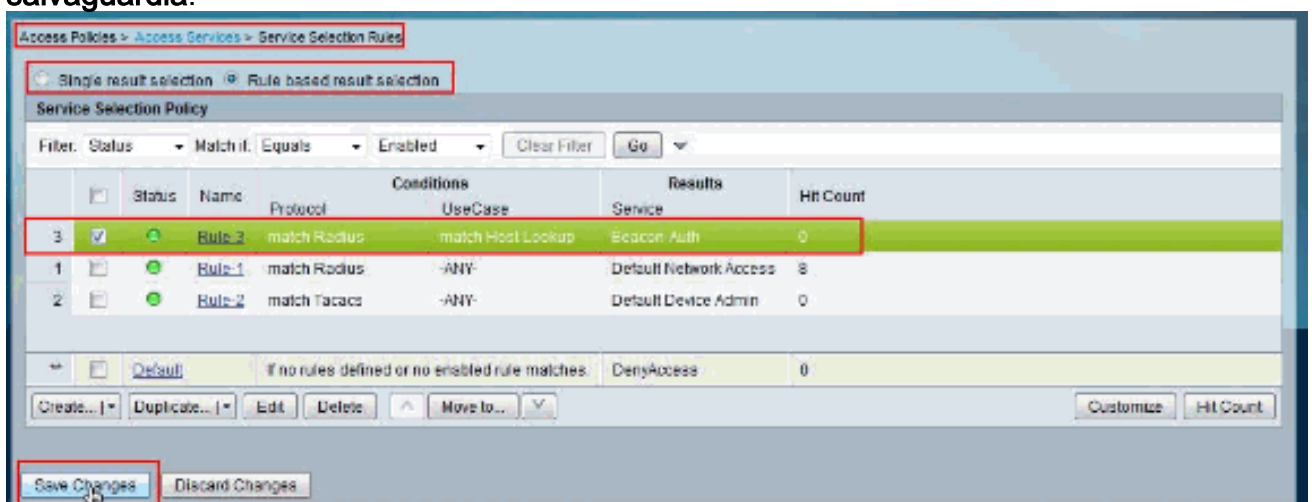 salvaguardia.
Access Policies > Access Services > Service Selection Rules
Single result selection Rule based result selection
Service Selection Policy
Filter: Status Match if: Equals Enabled Clear Filter Go
Conditions Results
Status Name Protocol UseCase Service Hit Count
3 Rule-3 match Radius match Host Lookup Beacon Auth 0
1 Rule-1 match Radius -ANY- Default Network Access 8
2 Rule-2 match Tacacs -ANY- Default Device Admin 0
** Default If no rules defined or no enabled rule matches. DenyAccess 0
Create... | Duplicate... | Edit Delete ^ Move to... Customize Hit Count
Save Changes Discard Changes